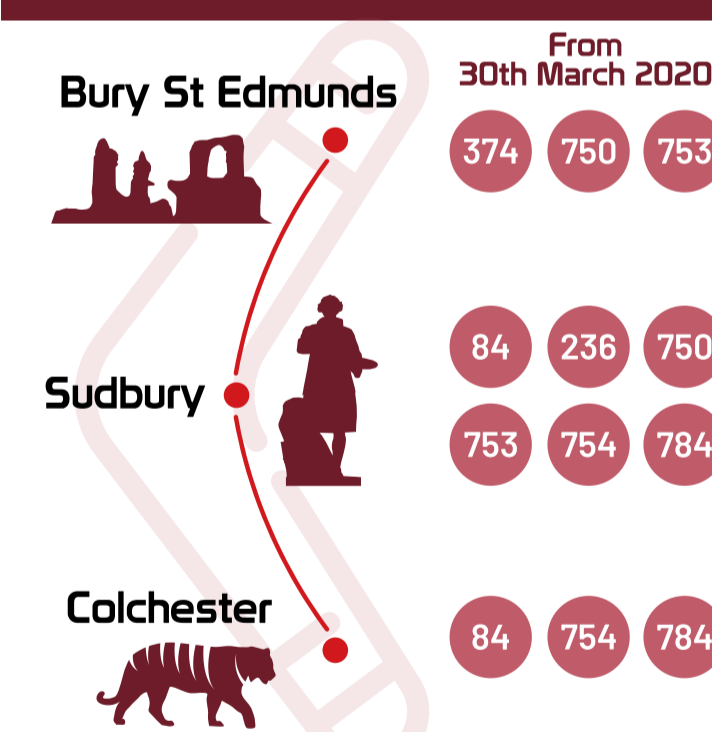 From
30th March 2020
Bury St Edmunds
374 750 753
84 236 750
Sudbury
753 754 784
Colchester
84 754 784